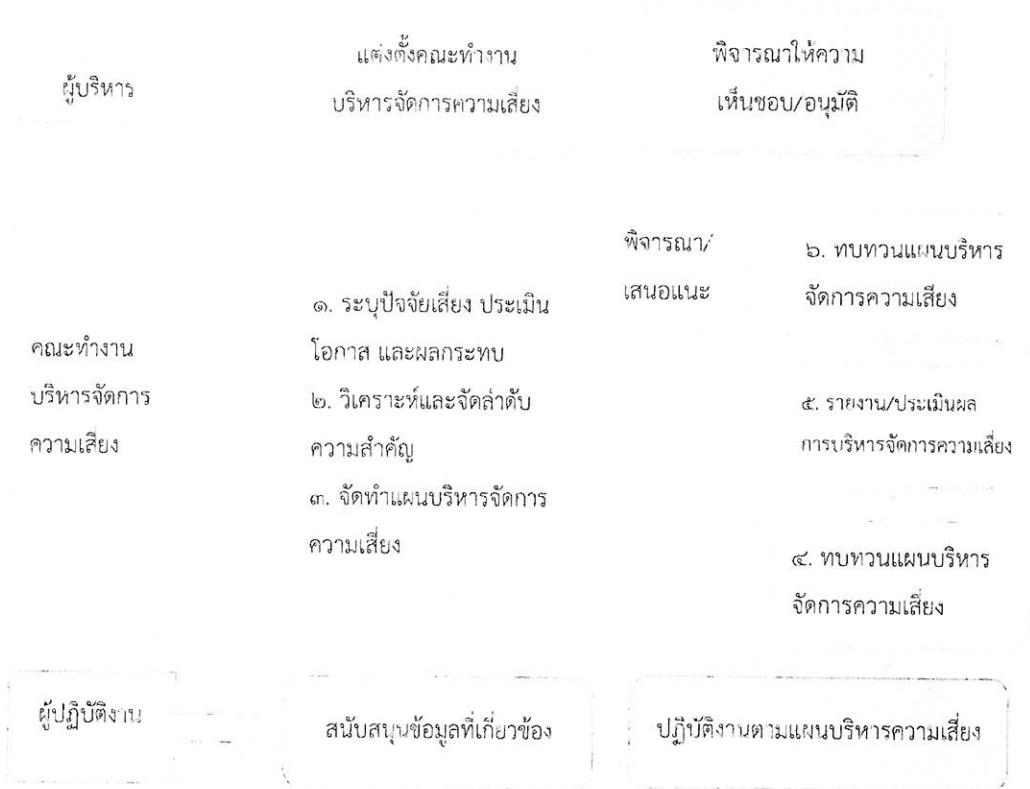 ผู้บริหาร
แต่งตั้งคณะทำงาน
บริหารจัดการความเสี่ยง
พิจารณาให้ความ
เห็นชอบ/อนุมัติ
คณะทำงาน
บริหารจัดการ
ความเสี่ยง
๑. ระบุปัจจัยเสี่ยง ประเมิน
โอกาส และผลกระทบ
๒. วิเคราะห์และจัดลำดับ
ความสำคัญ
๓. จัดทำแผนบริหารจัดการ
ความเสี่ยง
พิจารณา/
เสนอแนะ
๖. ทบทวนแผนบริหาร
จัดการความเสี่ยง
๕. รายงาน/ประเมินผล
การบริหารจัดการความเสี่ยง
๔. ทบทวนแผนบริหาร
จัดการความเสี่ยง
ผู้ปฏิบัติงาน
สนับสนุนข้อมูลที่เกี่ยวข้อง
ปฏิบัติงานตามแผนบริหารความเสี่ยง